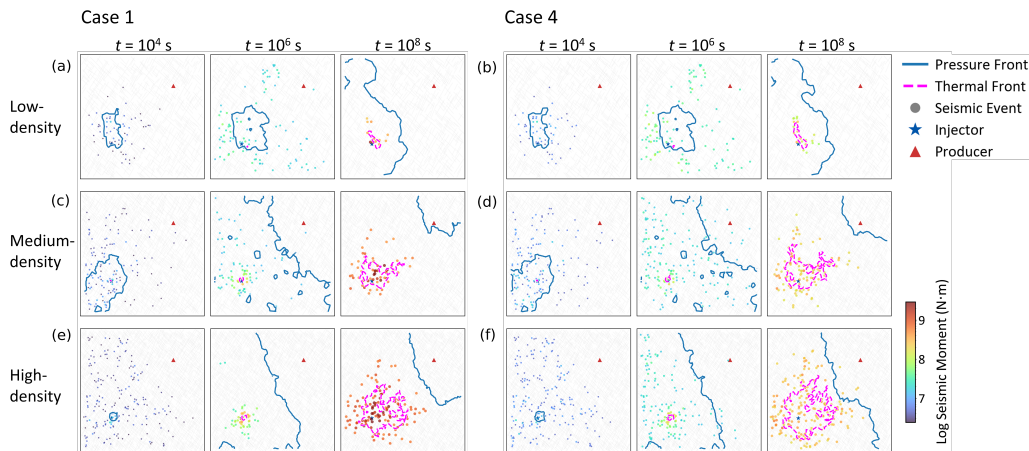 Case 1
Case 4
t = 10⁴ s
t = 10⁶ s
t = 10⁸ s
t = 10⁴ s
t = 10⁶ s
t = 10⁸ s
(a)
(b)
Pressure Front
Thermal Front
Seismic Event
Injector
Producer
Low-
density
(c)
(d)
Medium-
density
(e)
(f)
High-
density
9
8
7
Log Seismic Moment (N·m)